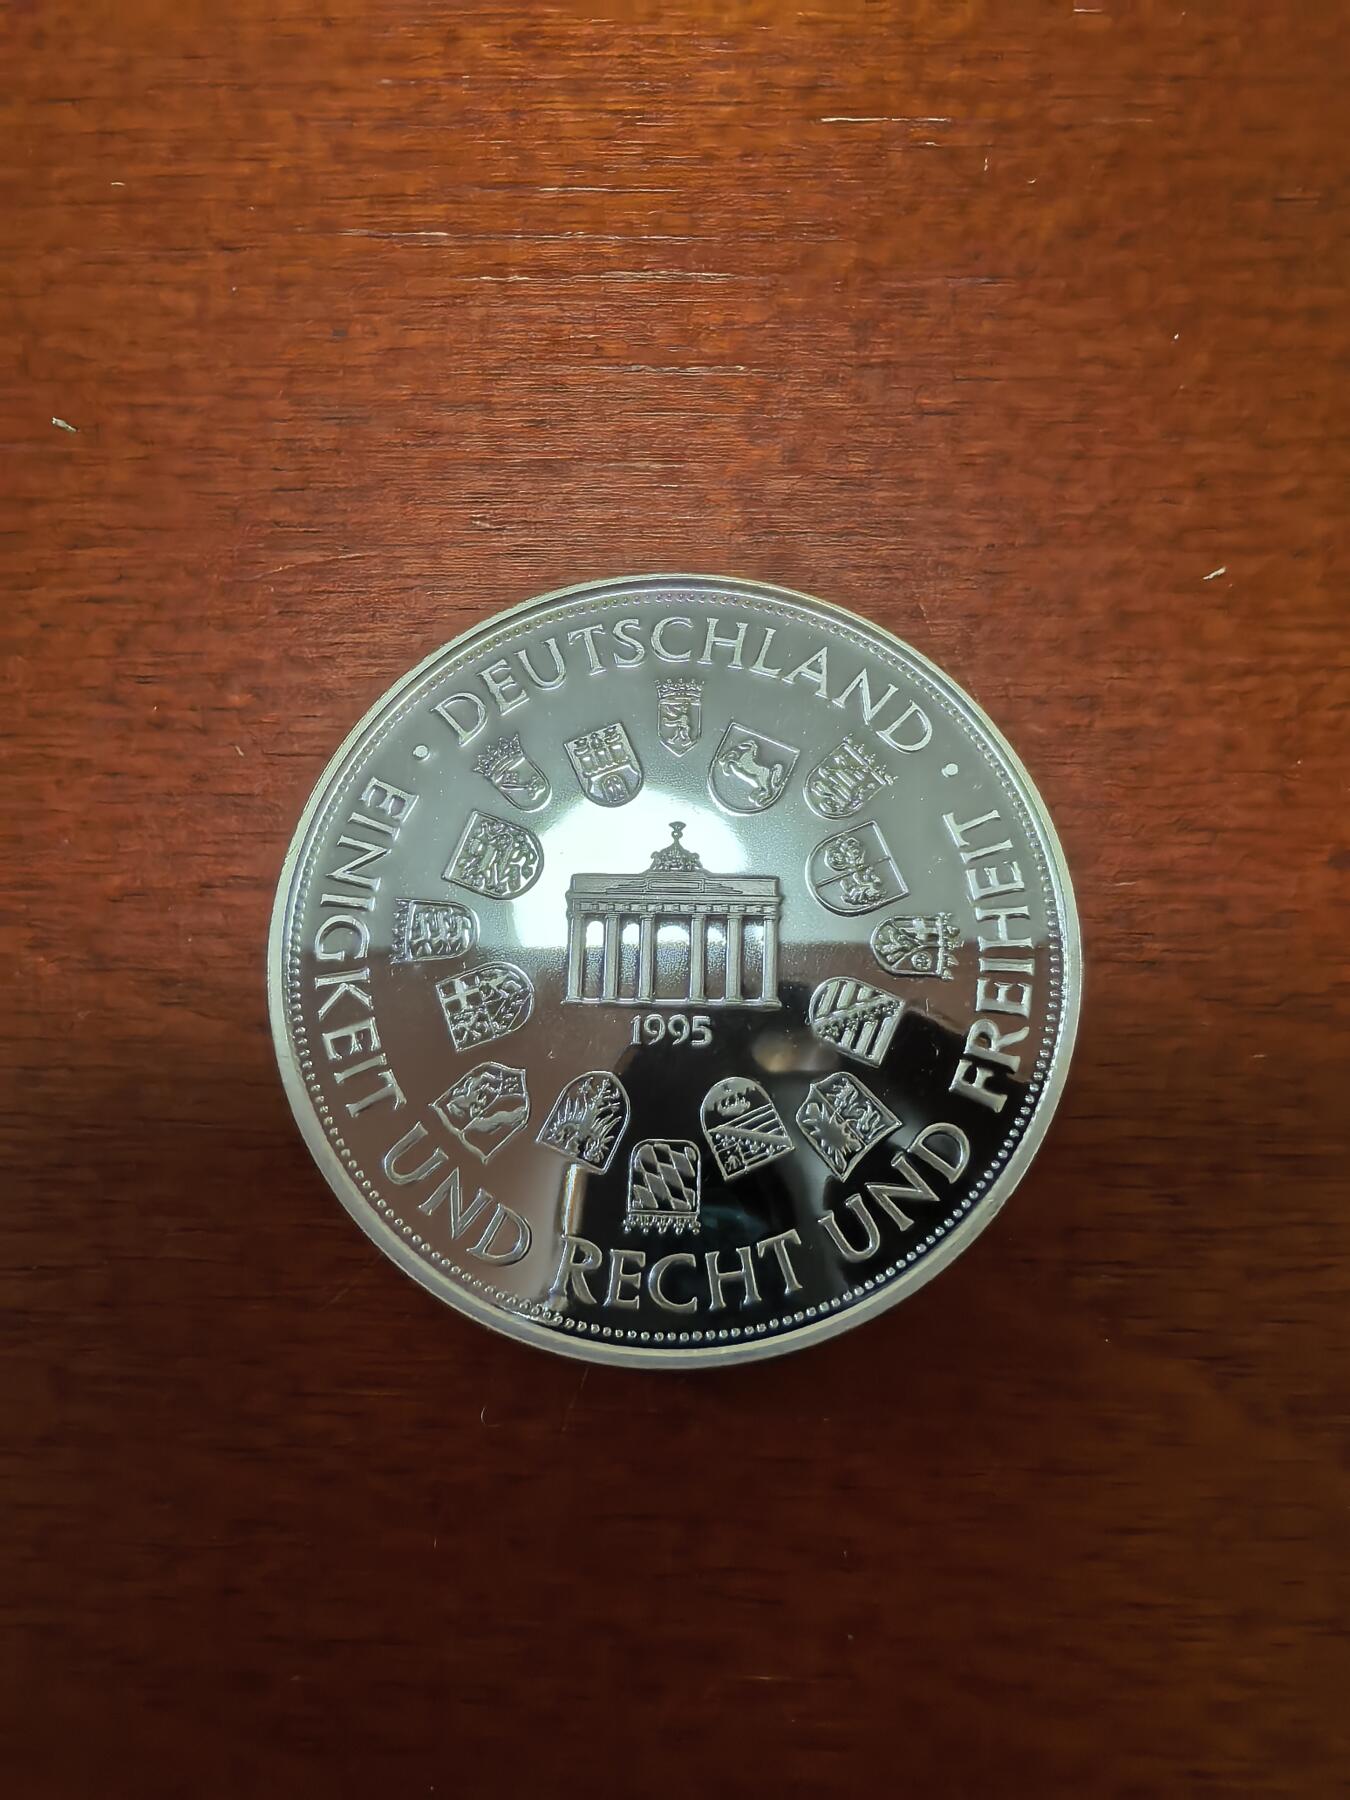 · DEUTSCHLAND ·
EINIGKEIT UND RECHT UND FREIHEIT
1995